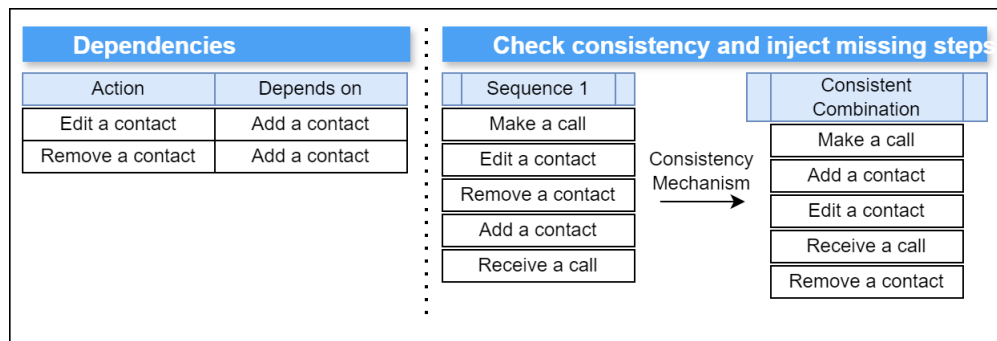 Dependencies
Action Depends on
Edit a contact Add a contact
Remove a contact Add a contact
Check consistency and inject missing steps
Sequence 1
Make a call
Edit a contact
Remove a contact
Add a contact
Receive a call
Consistency
Mechanism
Consistent
Combination
Make a call
Add a contact
Edit a contact
Receive a call
Remove a contact